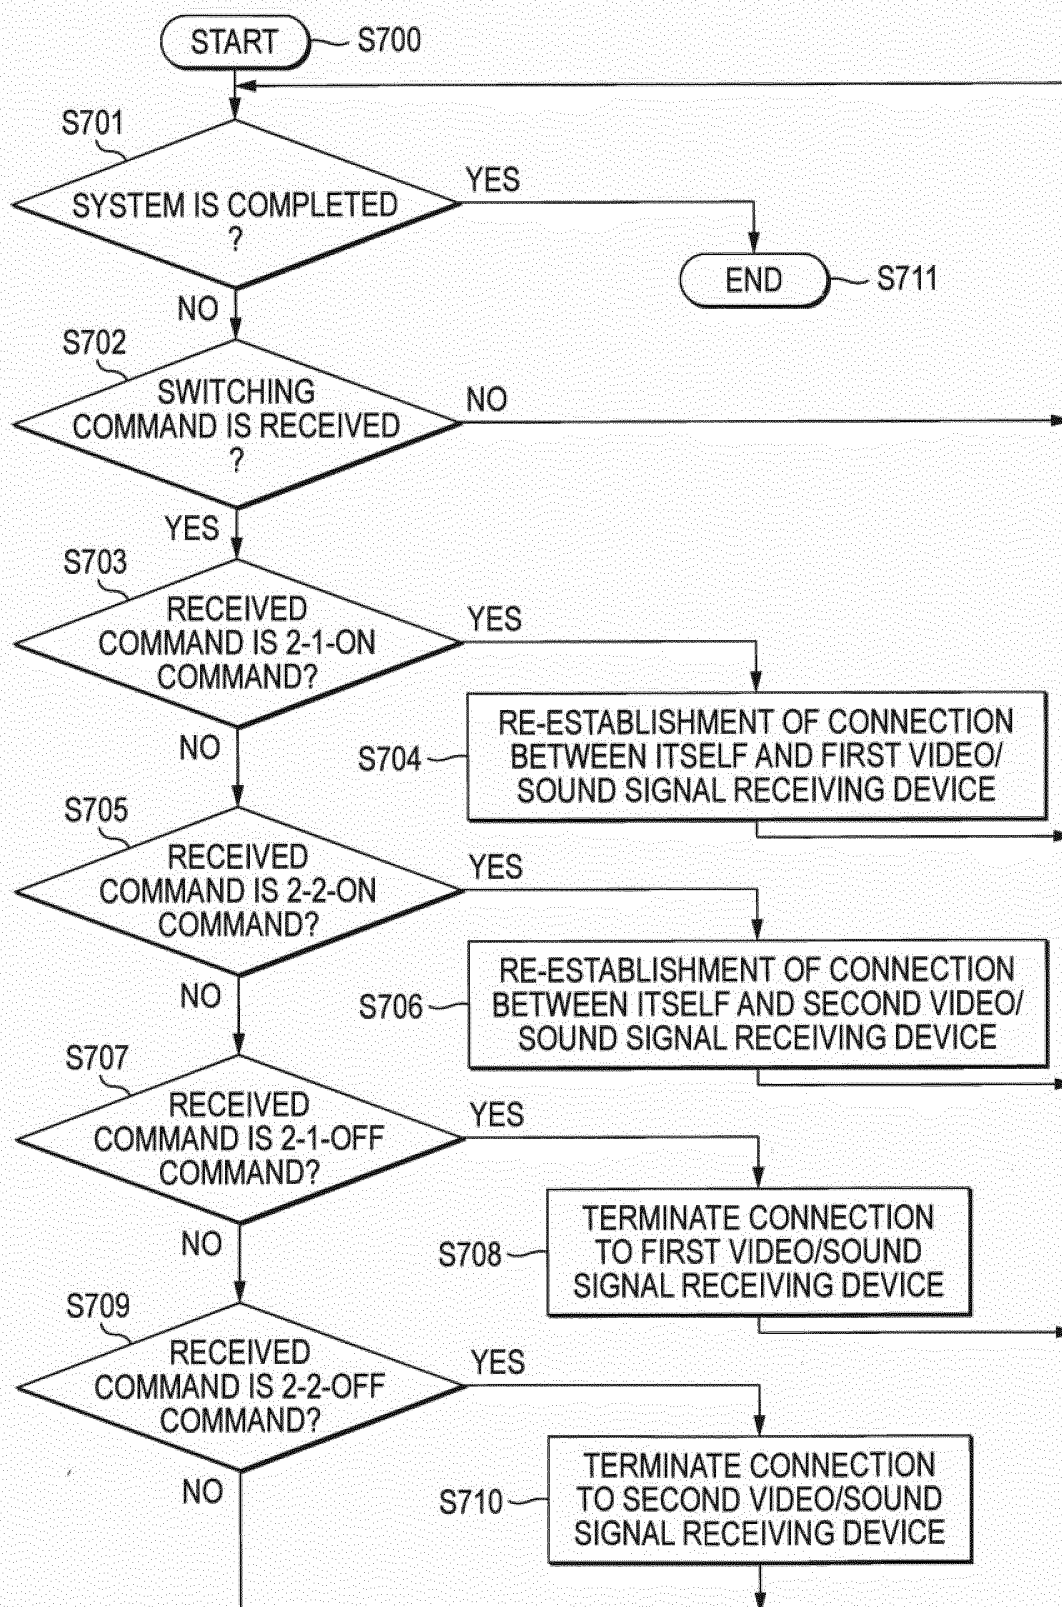 START
S700
S701
SYSTEM IS COMPLETED
?
YES
END
S711
NO
S702
SWITCHING
COMMAND IS RECEIVED
?
NO
YES
S703
RECEIVED
COMMAND IS 2-1-ON
COMMAND?
YES
S704
RE-ESTABLISHMENT OF CONNECTION
BETWEEN ITSELF AND FIRST VIDEO/
SOUND SIGNAL RECEIVING DEVICE
NO
S705
RECEIVED
COMMAND IS 2-2-ON
COMMAND?
YES
S706
RE-ESTABLISHMENT OF CONNECTION
BETWEEN ITSELF AND SECOND VIDEO/
SOUND SIGNAL RECEIVING DEVICE
NO
S707
RECEIVED
COMMAND IS 2-1-OFF
COMMAND?
YES
S708
TERMINATE CONNECTION
TO FIRST VIDEO/SOUND
SIGNAL RECEIVING DEVICE
NO
S709
RECEIVED
COMMAND IS 2-2-OFF
COMMAND?
YES
S710
TERMINATE CONNECTION
TO SECOND VIDEO/SOUND
SIGNAL RECEIVING DEVICE
NO